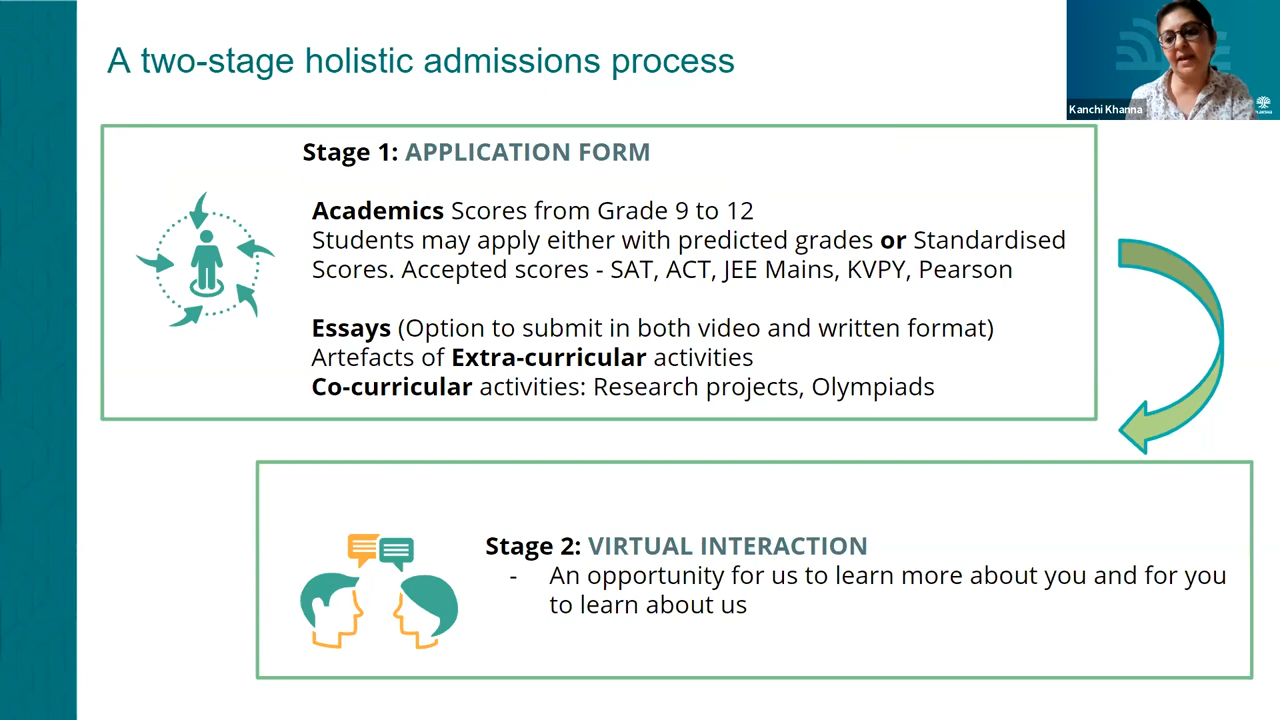 A two-stage holistic admissions process
Kanchi Khanna
Stage 1: APPLICATION FORM
Academics Scores from Grade 9 to 12
Students may apply either with predicted grades or Standardised
Scores. Accepted scores - SAT, ACT, JEE Mains, KVPY, Pearson
Essays (Option to submit in both video and written format)
Artefacts of Extra-curricular activities
Co-curricular activities: Research projects, Olympiads
Stage 2: VIRTUAL INTERACTION
- An opportunity for us to learn more about you and for you
to learn about us